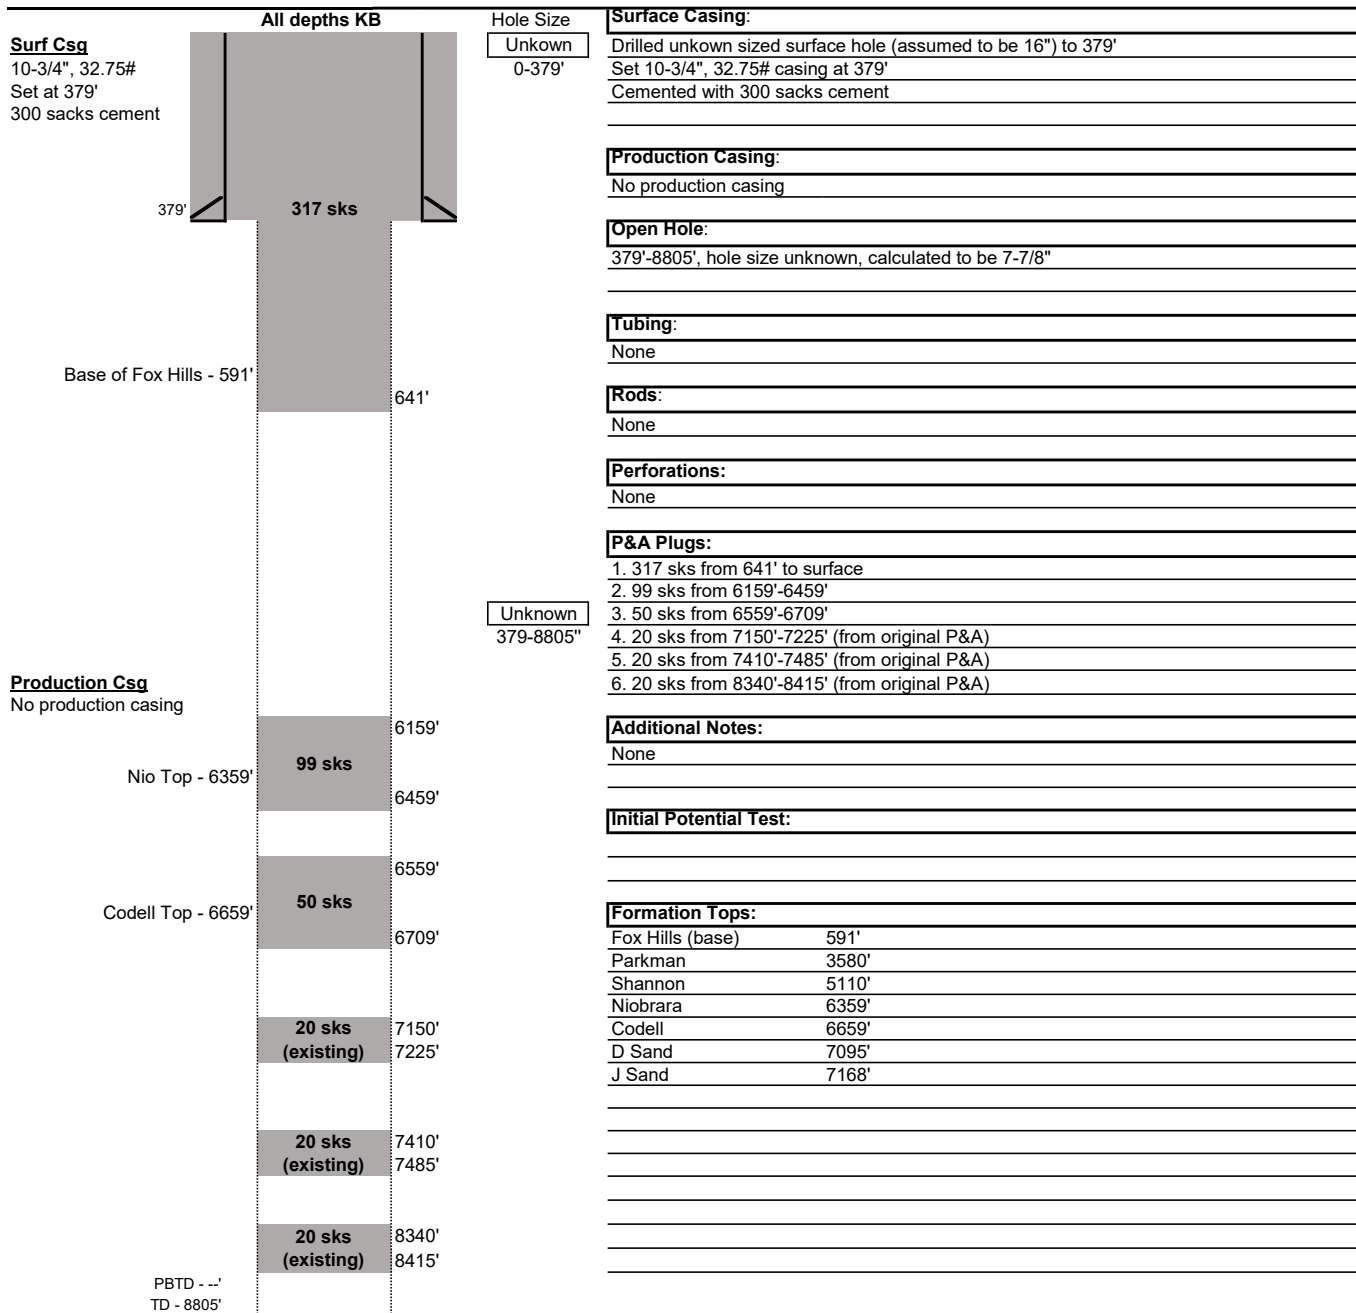 All depths KB
Surf Csg
10-3/4", 32.75#
Set at 379'
300 sacks cement
379'
317 sks
Base of Fox Hills - 591'
641'
Production Csg
No production casing
6159'
99 sks
Nio Top - 6359'
6459'
6559'
50 sks
Codell Top - 6659'
6709'
20 sks
(existing)
7150'
7225'
20 sks
(existing)
7410'
7485'
20 sks
(existing)
8340'
8415'
PBTD - --'
TD - 8805'
Hole Size
Unkown
0-379'
Unknown
379-8805"
Surface Casing:
Drilled unkown sized surface hole (assumed to be 16") to 379'
Set 10-3/4", 32.75# casing at 379'
Cemented with 300 sacks cement
Production Casing:
No production casing
Open Hole:
379'-8805', hole size unknown, calculated to be 7-7/8"
Tubing:
None
Rods:
None
Perforations:
None
P&A Plugs:
1. 317 sks from 641' to surface
2. 99 sks from 6159'-6459'
3. 50 sks from 6559'-6709'
4. 20 sks from 7150'-7225' (from original P&A)
5. 20 sks from 7410'-7485' (from original P&A)
6. 20 sks from 8340'-8415' (from original P&A)
Additional Notes:
None
Initial Potential Test:
Formation Tops:
Fox Hills (base) 591'
Parkman 3580'
Shannon 5110'
Niobrara 6359'
Codell 6659'
D Sand 7095'
J Sand 7168'